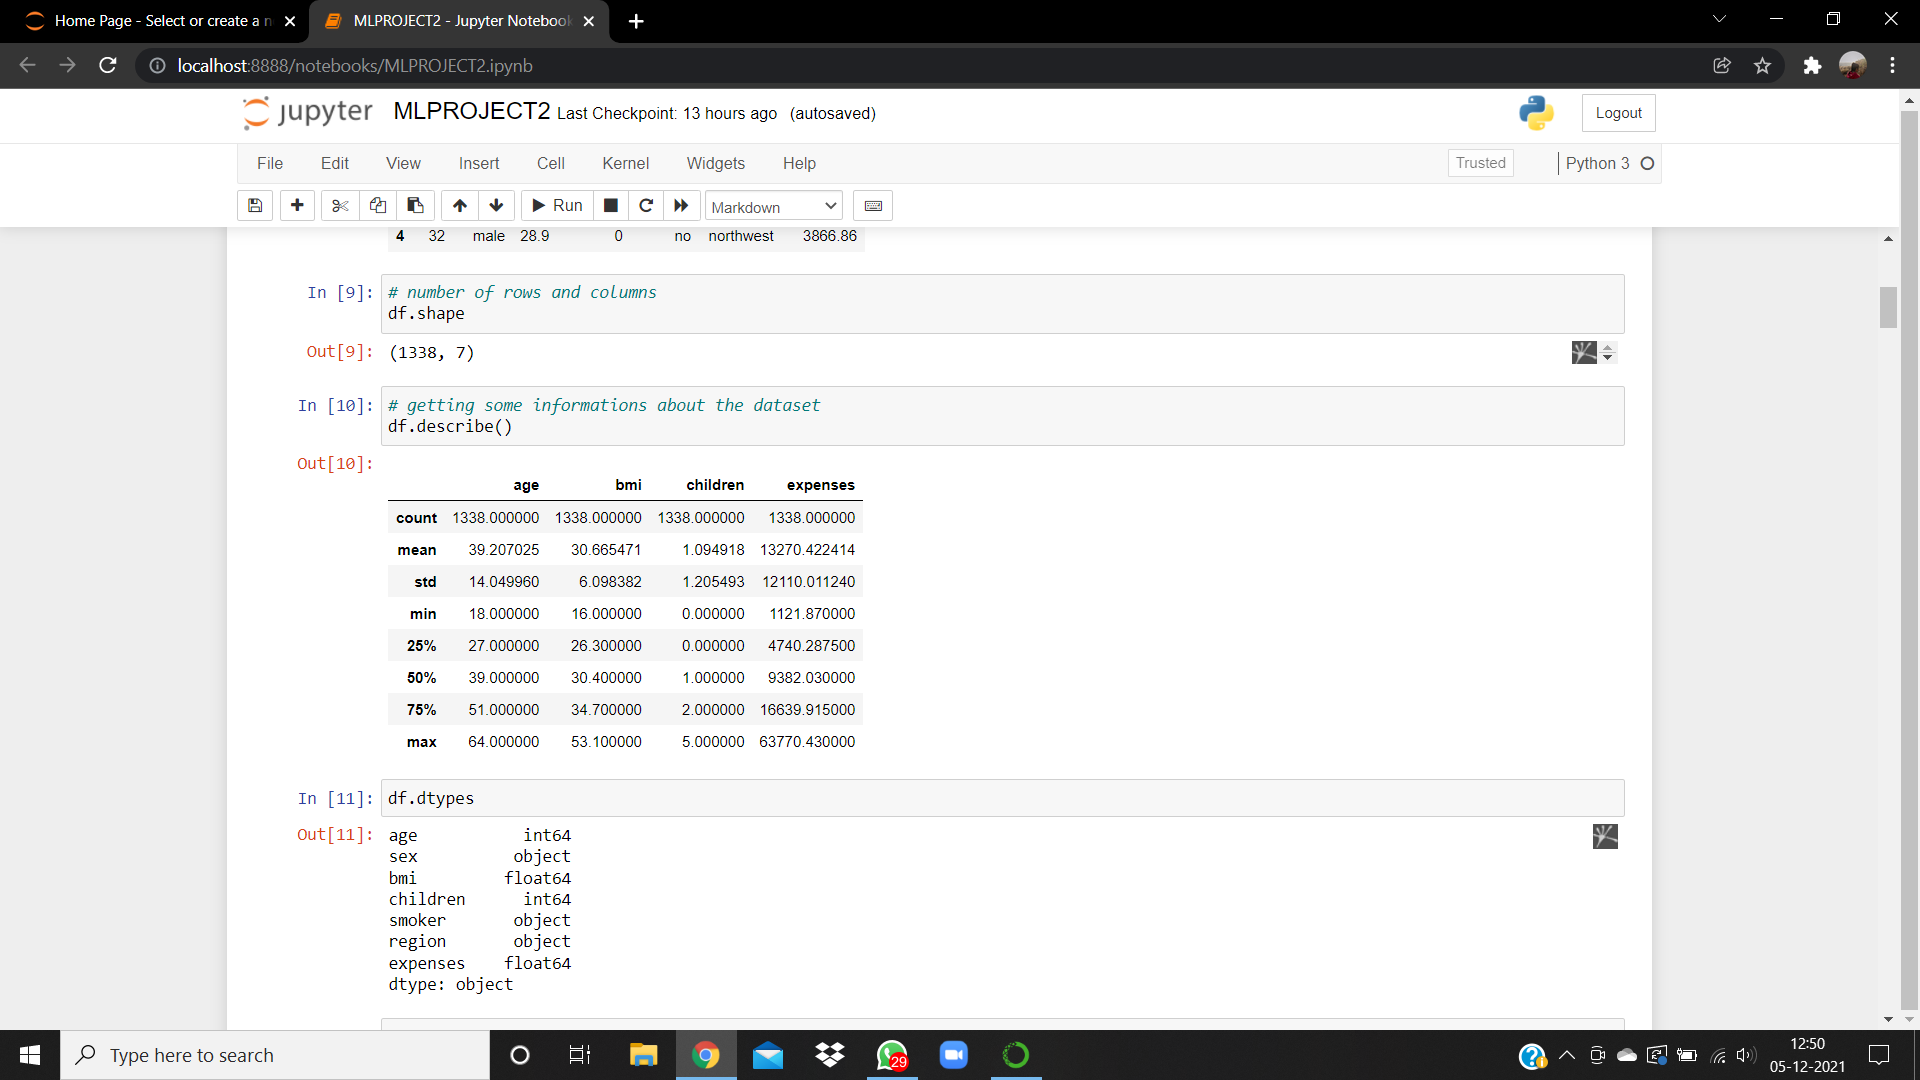 Home Page - Select or create a n
MLPROJECT2 - Jupyter Notebook
localhost:8888/notebooks/MLPROJECT2.ipynb
jupyter MLPROJECT2 Last Checkpoint: 13 hours ago (autosaved)
Logout
File Edit View Insert Cell Kernel Widgets Help
Trusted
Python 3
Run
Markdown
4 32 male 28.9 0 no northwest 3866.86
In [9]: # number of rows and columns
df.shape
Out[9]: (1338, 7)
In [10]: # getting some informations about the dataset
df.describe()
Out[10]:
age bmi children expenses
count 1338.000000 1338.000000 1338.000000 1338.000000
mean 39.207025 30.665471 1.094918 13270.422414
std 14.049960 6.098382 1.205493 12110.011240
min 18.000000 16.000000 0.000000 1121.870000
25% 27.000000 26.300000 0.000000 4740.287500
50% 39.000000 30.400000 1.000000 9382.030000
75% 51.000000 34.700000 2.000000 16639.915000
max 64.000000 53.100000 5.000000 63770.430000
In [11]: df.dtypes
Out[11]: age int64
sex object
bmi float64
children int64
smoker object
region object
expenses float64
dtype: object
Type here to search
29
12:50
05-12-2021